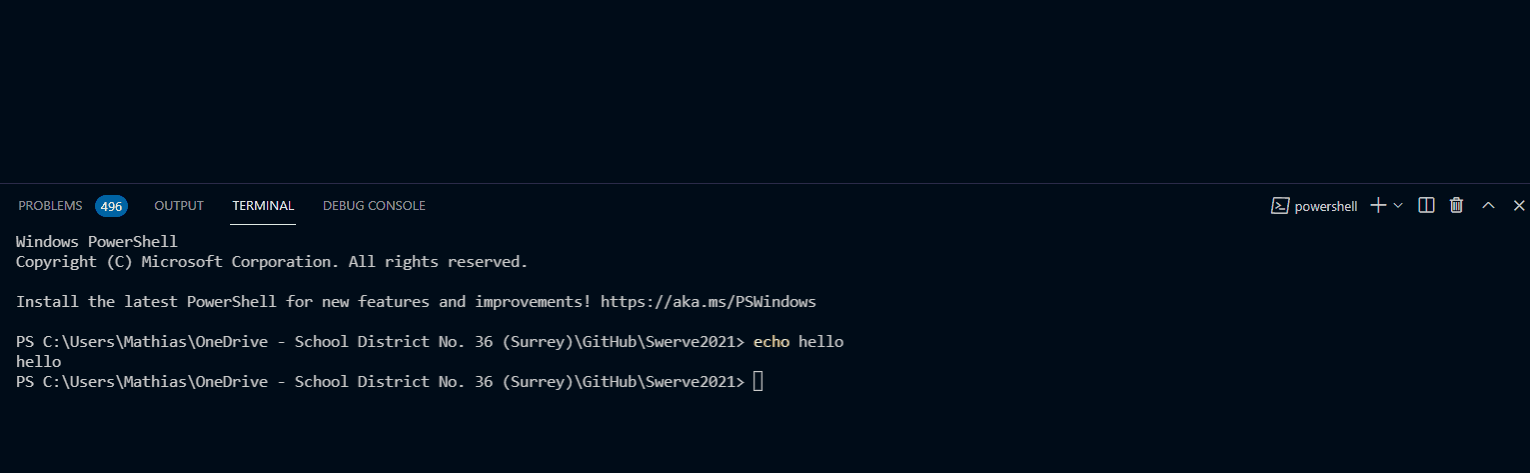 PROBLEMS 496 OUTPUT TERMINAL DEBUG CONSOLE powershell
Windows PowerShell
Copyright (C) Microsoft Corporation. All rights reserved.
Install the latest PowerShell for new features and improvements! https://aka.ms/PSWindows
PS C:\Users\Mathias\OneDrive - School District No. 36 (Surrey)\GitHub\Swerve2021> echo hello
hello
PS C:\Users\Mathias\OneDrive - School District No. 36 (Surrey)\GitHub\Swerve2021>